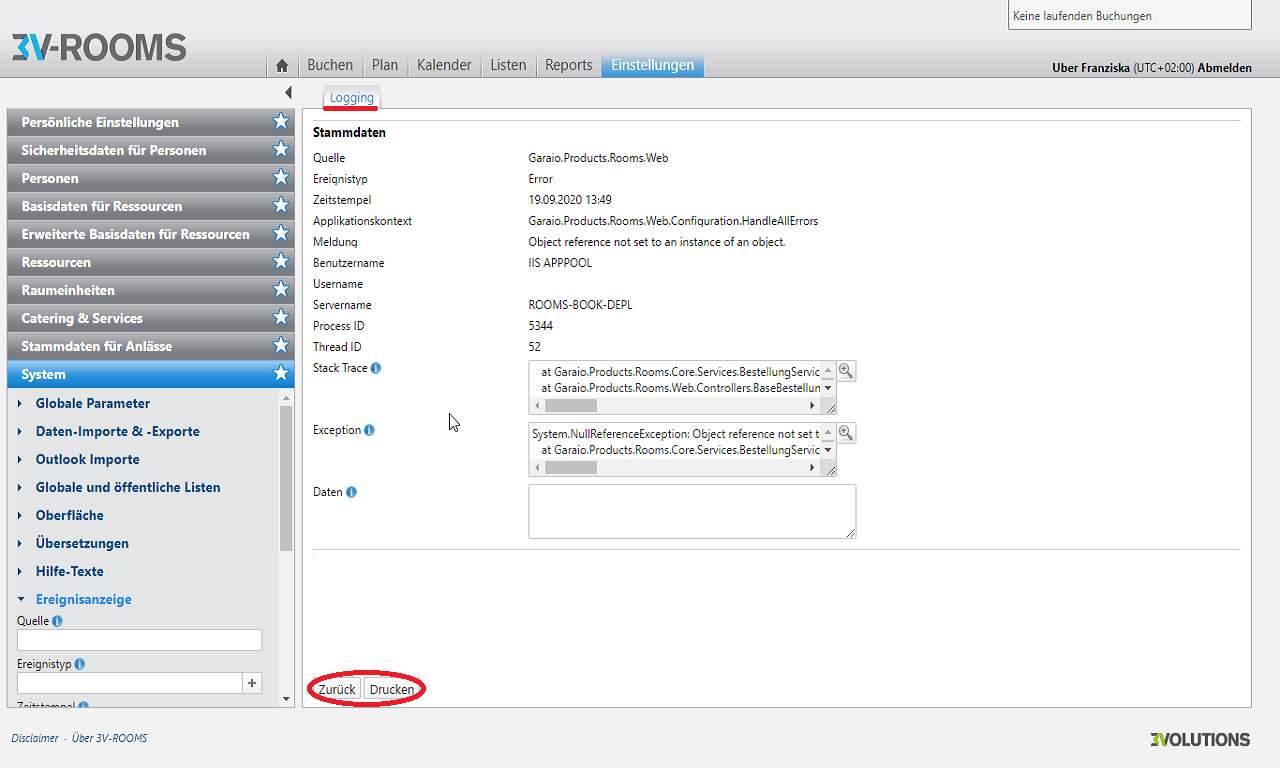 Keine laufenden Buchungen
3V-ROOMS
Buchen Plan Kalender Listen Reports Einstellungen
Uber Franziska (UTC+02:00) Abmelden
Logging
Persönliche Einstellungen
Sicherheitsdaten für Personen
Personen
Basisdaten für Ressourcen
Erweiterte Basisdaten für Ressourcen
Ressourcen
Raumeinheiten
Catering & Services
Stammdaten für Anlässe
System
Globale Parameter
Daten-Importe & -Exporte
Outlook Importe
Globale und öffentliche Listen
Oberfläche
Übersetzungen
Hilfe-Texte
Ereignisanzeige
Quelle
Ereignistyp
Zeitstempel
Stammdaten
Quelle Garaio.Products.Rooms.Web
Ereignistyp Error
Zeitstempel 19.09.2020 13:49
Applikationskontext Garaio.Products.Rooms.Web.Configuration.HandleAllErrors
Meldung Object reference not set to an instance of an object.
Benutzername IIS APPPOOL
Username
Servername ROOMS-BOOK-DEPL
Process ID 5344
Thread ID 52
Stack Trace at Garaio.Products.Rooms.Core.Services.BestellungServic
at Garaio.Products.Rooms.Web.Controllers.BaseBestellun
Exception System.NullReferenceException: Object reference not set t
at Garaio.Products.Rooms.Core.Services.BestellungServic
Daten
Zurück Drucken
Disclaimer - Über 3V-ROOMS
3VOLUTIONS